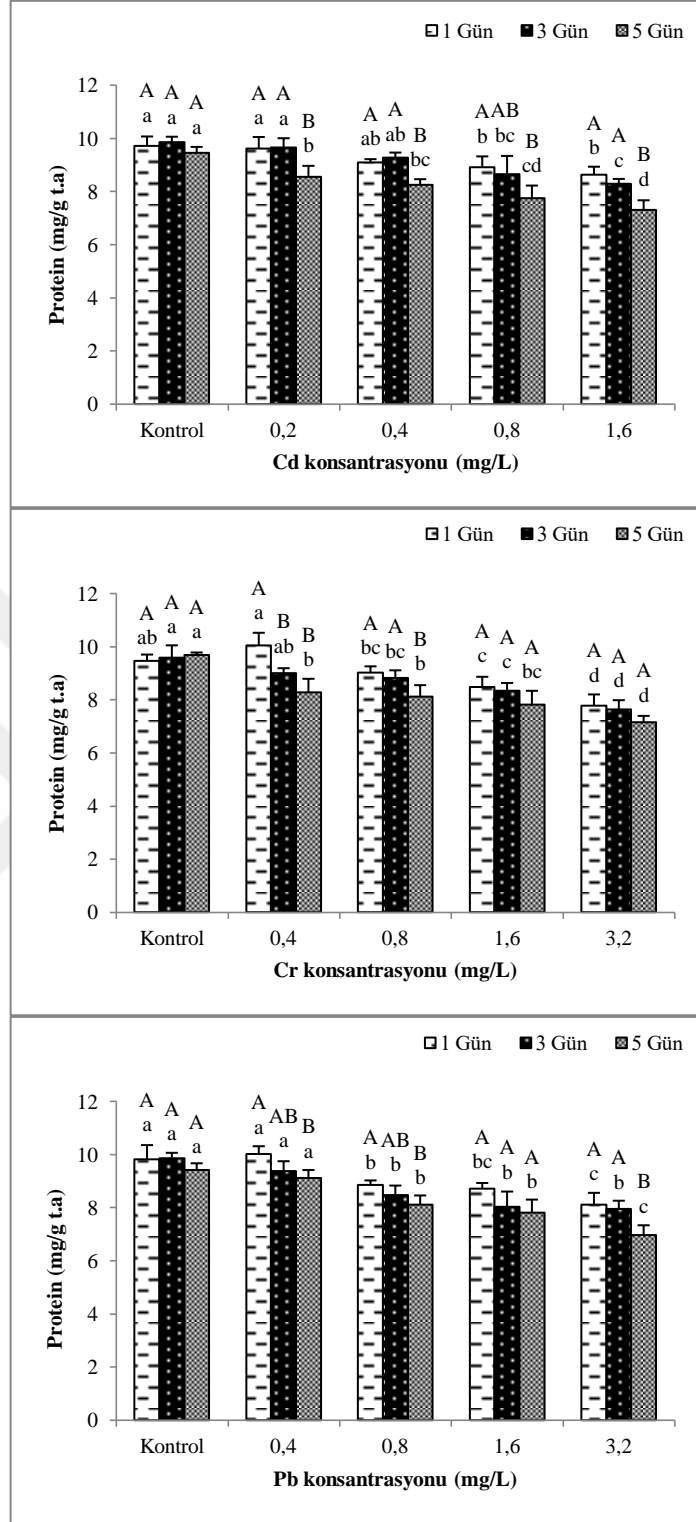 1 Gün 3 Gün 5 Gün
12
10
8
6
4
2
0
Protein (mg/g t.a)
A A A A A B A A B A AB B A A B
a a a a a b ab ab bc b bc cd b c d
Kontrol 0,2 0,4 0,8 1,6
Cd konsantrasyonu (mg/L)
1 Gün 3 Gün 5 Gün
12
10
8
6
4
2
0
Protein (mg/g t.a)
A A A A B B A A B A A A A A A
ab a a a ab b bc bc b c c bc d d d
Kontrol 0,4 0,8 1,6 3,2
Cr konsantrasyonu (mg/L)
1 Gün 3 Gün 5 Gün
12
10
8
6
4
2
0
Protein (mg/g t.a)
A A A A AB B A AB B A A A A A B
a a a a a a b b b bc b b c b c
Kontrol 0,4 0,8 1,6 3,2
Pb konsantrasyonu (mg/L)